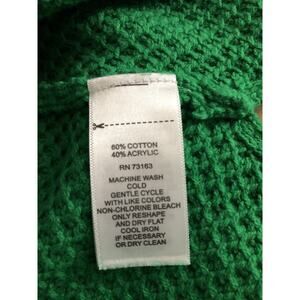 60% COTTON
40% ACRYLIC
RN 73163
MACHINE WASH
COLD
GENTLE CYCLE
WITH LIKE COLORS
NON-CHLORINE BLEACH
ONLY RESHAPE
AND DRY FLAT
COOL IRON
IF NECESSARY
OR DRY CLEAN